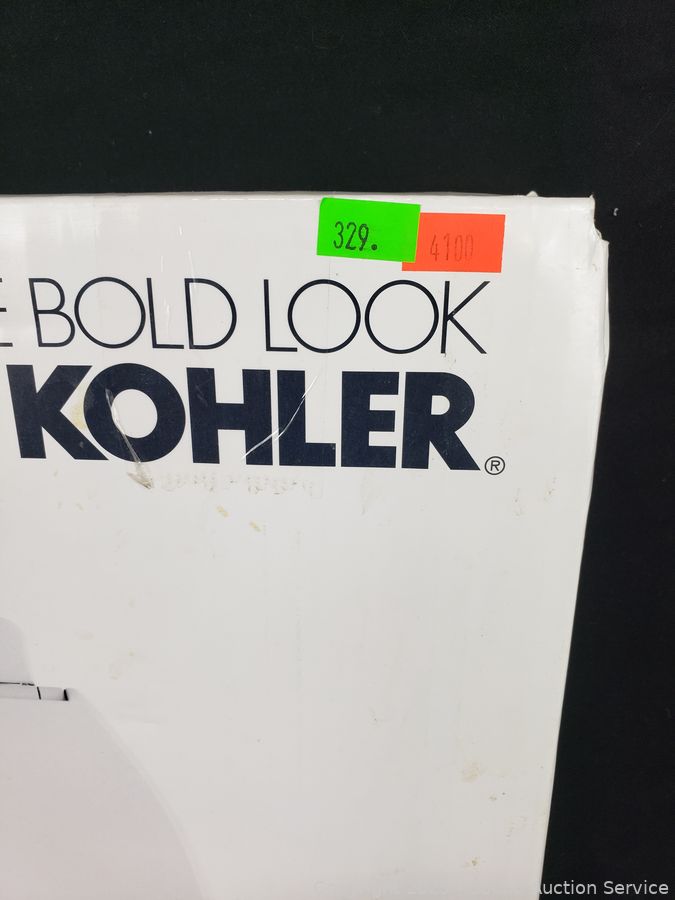 329.
4100
E BOLD LOOK
KOHLER®
Auction Service